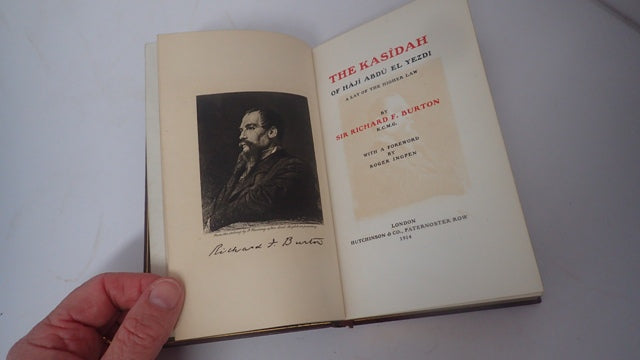 Richard F Burton
THE KASÎDAH
OF HÂJÎ ABDÛ EL YEZDI
A LAY OF THE HIGHER LAW
BY
SIR RICHARD F. BURTON
K.C.M.G.
WITH A FOREWORD
BY
ROGER INGPEN
LONDON
HUTCHINSON & CO., PATERNOSTER ROW
1914